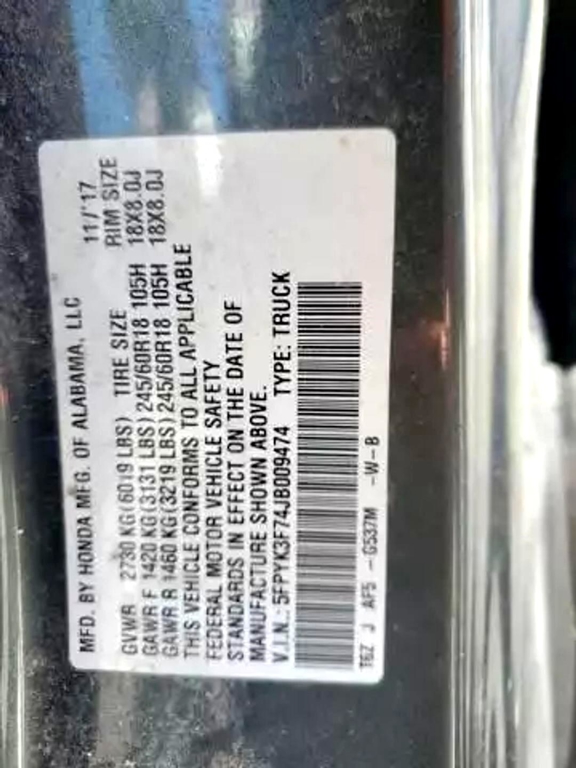 MFD. BY HONDA MFG. OF ALABAMA, LLC 11/'17
GVWR 2730 KG(6019 LBS) TIRE SIZE RIM SIZE
GAWR F 1420 KG(3131 LBS)245/60R18 105H 18X8.0J
GAWR R 1460 KG(3219 LBS)245/60R18 105H 18X8.0J
THIS VEHICLE CONFORMS TO ALL APPLICABLE
FEDERAL MOTOR VEHICLE SAFETY
STANDARDS IN EFFECT ON THE DATE OF
MANUFACTURE SHOWN ABOVE.
V.I.N.: 5FPYK3F74JB009474 TYPE: TRUCK
T6Z J AF5 -G537M -W-B